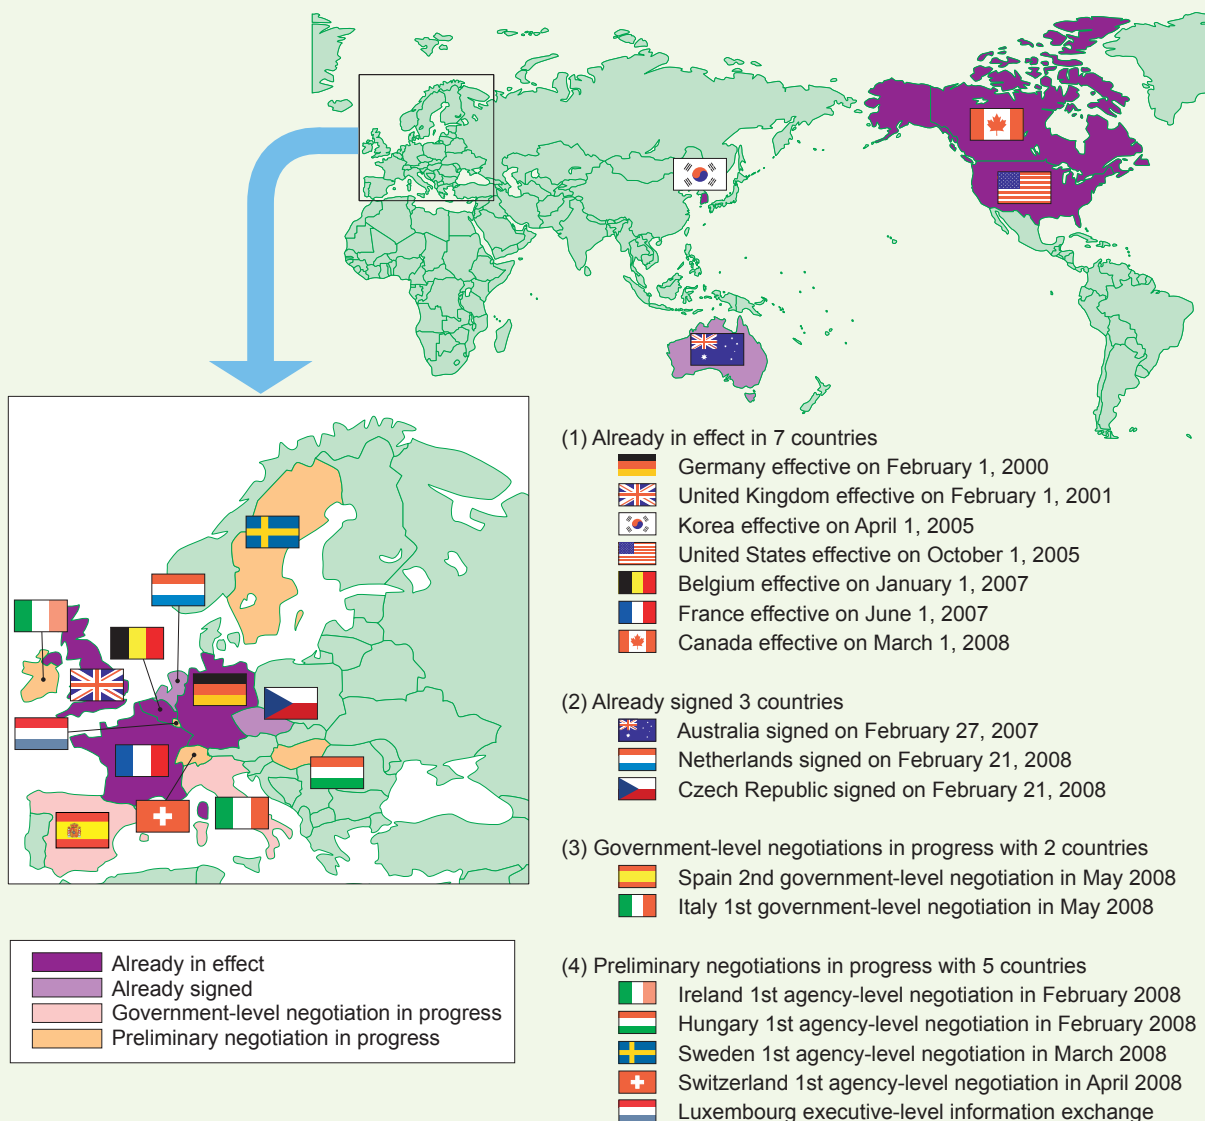 (1) Already in effect in 7 countries
Germany effective on February 1, 2000
United Kingdom effective on February 1, 2001
Korea effective on April 1, 2005
United States effective on October 1, 2005
Belgium effective on January 1, 2007
France effective on June 1, 2007
Canada effective on March 1, 2008
(2) Already signed 3 countries
Australia signed on February 27, 2007
Netherlands signed on February 21, 2008
Czech Republic signed on February 21, 2008
(3) Government-level negotiations in progress with 2 countries
Spain 2nd government-level negotiation in May 2008
Italy 1st government-level negotiation in May 2008
(4) Preliminary negotiations in progress with 5 countries
Ireland 1st agency-level negotiation in February 2008
Hungary 1st agency-level negotiation in February 2008
Sweden 1st agency-level negotiation in March 2008
Switzerland 1st agency-level negotiation in April 2008
Luxembourg executive-level information exchange
Already in effect
Already signed
Government-level negotiation in progress
Preliminary negotiation in progress